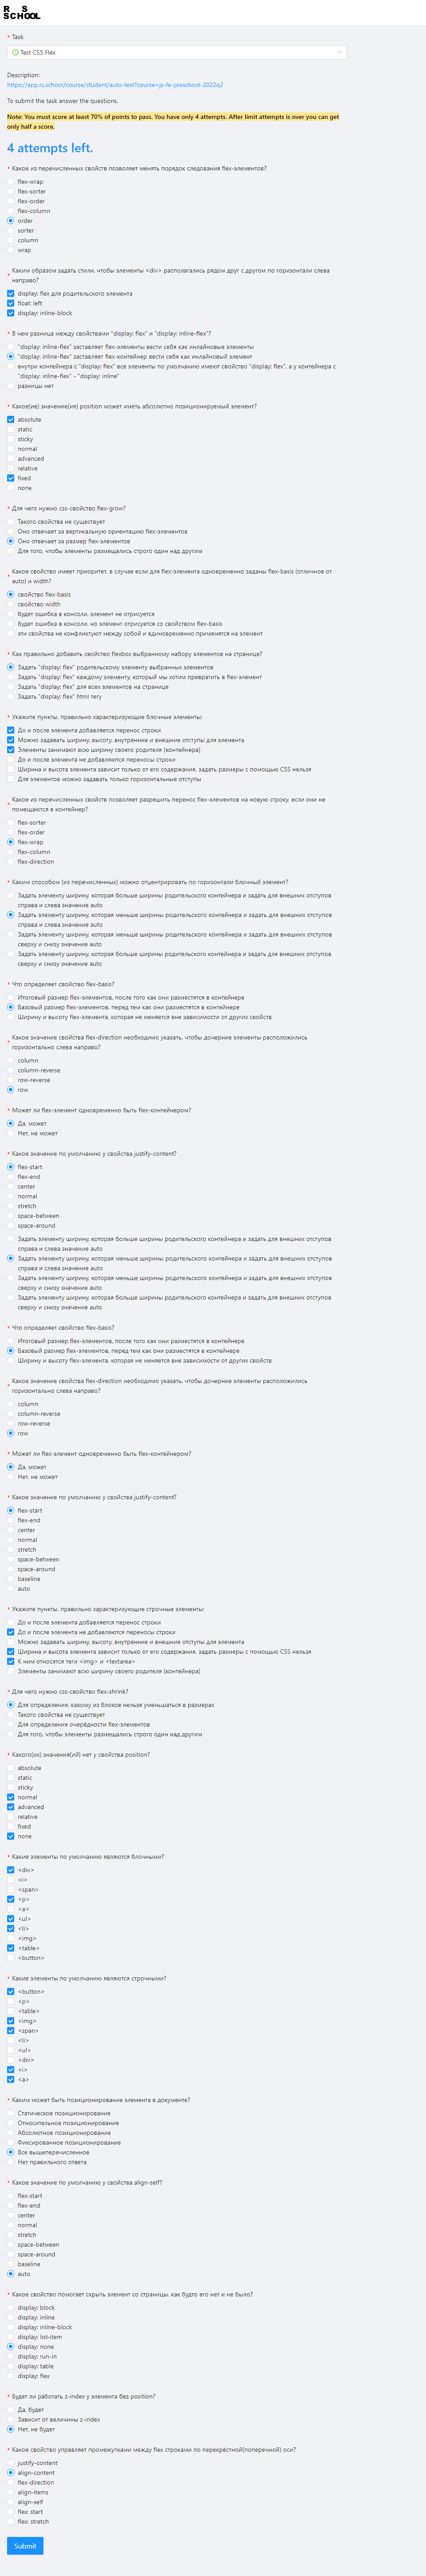 R S
SCHOOL
* Task
Test CSS Flex
Description:
https://app.rs.school/course/student/auto-test?course=js-fe-preschool-2022q2
To submit the task answer the questions.
Note: You must score at least 70% of points to pass. You have only 4 attempts. After limit attempts is over you can get
only half a score.
4 attempts left.
* Какое из перечисленных свойств позволяет менять порядок следования flex-элементов?
flex-wrap
flex-sorter
flex-order
flex-column
order
sorter
column
wrap
* Каким образом задать стили, чтобы элементы <div> располагались рядом друг с другом по горизонтали слева
направо?
display: flex для родительского элемента
float: left
display: inline-block
* В чем разница между свойствами "display: flex" и "display: inline-flex"?
"display: inline-flex" заставляет flex-элементы вести себя как инлайновые элементы
"display: inline-flex" заставляет flex-контейнер вести себя как инлайновый элемент
внутри контейнера с "display: flex" все элементы по умолчанию имеют свойство "display: flex", а у контейнера с
"display: inline-flex" - "display: inline"
разницы нет
* Какое(ие) значение(ия) position может иметь абсолютно позиционируемый элемент?
absolute
static
sticky
normal
advanced
relative
fixed
none
* Для чего нужно css-свойство flex-grow?
Такого свойства не существует
Оно отвечает за вертикальную ориентацию flex-элементов
Оно отвечает за размер flex-элементов
Для того, чтобы элементы размещались строго один над другим
* Какое свойство имеет приоритет, в случае если для flex-элемента одновременно заданы flex-basis (отличное от
auto) и width?
свойство flex-basis
свойство width
будет ошибка в консоли, элемент не отрисуется
будет ошибка в консоли, но элемент отрисуется со свойством flex-basis
эти свойства не конфликтуют между собой и единовременно применятся на элемент
* Как правильно добавить свойство flexbox выбранному набору элементов на странице?
Задать "display: flex" родительскому элементу выбранных элементов
Задать "display: flex" каждому элементу, который мы хотим превратить в flex-элемент
Задать "display: flex" для всех элементов на странице
Задать "display: flex" html тегу
* Укажите пункты, правильно характеризующие блочные элементы:
До и после элемента добавляется перенос строки
Можно задавать ширину, высоту, внутренние и внешние отступы для элемента
Элементы занимают всю ширину своего родителя (контейнера)
До и после элемента не добавляются переносы строки
Ширина и высота элемента зависит только от его содержания, задать размеры с помощью CSS нельзя
Для элементов можно задавать только горизонтальные отступы
* Какое из перечисленных свойств позволяет разрешить перенос flex-элементов на новую строку, если они не
помещаются в контейнер?
flex-sorter
flex-order
flex-wrap
flex-column
flex-direction
* Каким способом (из перечисленных) можно отцентрировать по горизонтали блочный элемент?
Задать элементу ширину, которая больше ширины родительского контейнера и задать для внешних отступов
справа и слева значение auto
Задать элементу ширину, которая меньше ширины родительского контейнера и задать для внешних отступов
справа и слева значение auto
Задать элементу ширину, которая меньше ширины родительского контейнера и задать для внешних отступов
сверху и снизу значение auto
Задать элементу ширину, которая больше ширины родительского контейнера и задать для внешних отступов
сверху и снизу значение auto
* Что определяет свойство flex-basis?
Итоговый размер flex-элементов, после того как они разместятся в контейнере
Базовый размер flex-элементов, перед тем как они разместятся в контейнере
Ширину и высоту flex-элемента, которая не меняется вне зависимости от других свойств
* Какое значение свойства flex-direction необходимо указать, чтобы дочерние элементы расположились
горизонтально слева направо?
column
column-reverse
row-reverse
row
* Может ли flex-элемент одновременно быть flex-контейнером?
Да, может
Нет, не может
* Какое значение по умолчанию у свойства justify-content?
flex-start
flex-end
center
normal
stretch
space-between
space-around
Задать элементу ширину, которая больше ширины родительского контейнера и задать для внешних отступов
справа и слева значение auto
Задать элементу ширину, которая меньше ширины родительского контейнера и задать для внешних отступов
справа и слева значение auto
Задать элементу ширину, которая меньше ширины родительского контейнера и задать для внешних отступов
сверху и снизу значение auto
Задать элементу ширину, которая больше ширины родительского контейнера и задать для внешних отступов
сверху и снизу значение auto
* Что определяет свойство flex-basis?
Итоговый размер flex-элементов, после того как они разместятся в контейнере
Базовый размер flex-элементов, перед тем как они разместятся в контейнере
Ширину и высоту flex-элемента, которая не меняется вне зависимости от других свойств
* Какое значение свойства flex-direction необходимо указать, чтобы дочерние элементы расположились
горизонтально слева направо?
column
column-reverse
row-reverse
row
* Может ли flex-элемент одновременно быть flex-контейнером?
Да, может
Нет, не может
* Какое значение по умолчанию у свойства justify-content?
flex-start
flex-end
center
normal
stretch
space-between
space-around
baseline
auto
* Укажите пункты, правильно характеризующие строчные элементы:
До и после элемента добавляется перенос строки
До и после элемента не добавляются переносы строки
Можно задавать ширину, высоту, внутренние и внешние отступы для элемента
Ширина и высота элемента зависит только от его содержания, задать размеры с помощью CSS нельзя
К ним относятся теги <img> и <textarea>
Элементы занимают всю ширину своего родителя (контейнера)
* Для чего нужно css-свойство flex-shrink?
Для определения, какому из блоков нельзя уменьшаться в размерах
Такого свойства не существует
Для определения очерёдности flex-элементов
Для того, чтобы элементы размещались строго один над другим
* Какого(их) значения(ий) нет у свойства position?
absolute
static
sticky
normal
advanced
relative
fixed
none
* Какие элементы по умолчанию являются блочными?
<div>
<i>
<span>
<p>
<a>
<ul>
<li>
<img>
<table>
<button>
* Какие элементы по умолчанию являются строчными?
<button>
<p>
<table>
<img>
<span>
<li>
<ul>
<div>
<i>
<a>
* Каким может быть позиционирование элемента в документе?
Статическое позиционирование
Относительное позиционирование
Абсолютное позиционирование
Фиксированное позиционирование
Все вышеперечисленное
Нет правильного ответа
* Какое значение по умолчанию у свойства align-self?
flex-start
flex-end
center
normal
stretch
space-between
space-around
baseline
auto
* Какое свойство помогает скрыть элемент со страницы, как будто его нет и не было?
display: block
display: inline
display: inline-block
display: list-item
display: none
display: run-in
display: table
display: flex
* Будет ли работать z-index у элемента без position?
Да, будет
Зависит от величины z-index
Нет, не будет
* Какое свойство управляет промежутками между flex строками по перекрёстной(поперечной) оси?
justify-content
align-content
flex-direction
align-items
align-self
flex: start
flex: stretch
Submit